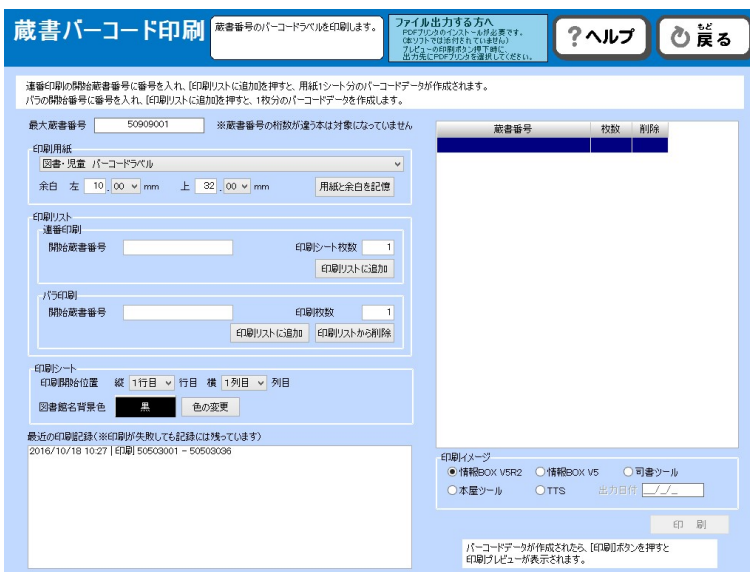 蔵書バーコード印刷
蔵書番号のバーコードラベルを印刷します。
ファイル出力する方へ
PDFプリンタのインストールが必要です。
(本ソフトでは添付されていません)
プレビューの印刷ボタン押下時に、
出力先にPDFプリンタを選択してください。
?ヘルプ
もど
戻る
連番印刷の開始蔵書番号に番号を入れ、[印刷リストに追加]を押すと、用紙1シート分のバーコードデータが作成されます。
バラの開始番号に番号を入れ、[印刷リストに追加]を押すと、1枚分のバーコードデータを作成します。
最大蔵書番号 50909001 ※蔵書番号の桁数が違う本は対象になっていません
印刷用紙
図書・児童 バーコードラベル
余白 左 10 . 00 mm 上 32 . 00 mm 用紙と余白を記憶
印刷リスト
連番印刷
開始蔵書番号 印刷シート枚数 1
印刷リストに追加
バラ印刷
開始蔵書番号 印刷枚数 1
印刷リストに追加 印刷リストから削除
印刷シート
印刷開始位置 縦 1行目 行目 横 1列目 列目
図書館名背景色 黒 色の変更
最近の印刷記録(※印刷が失敗しても記録には残っています)
2016/10/18 10:27 | 印刷 50503001 - 50503036
蔵書番号 枚数 削除
印刷イメージ
情報BOX V5R2 情報BOX V5 司書ツール
本屋ツール TTS 出力日付 __/__/__
印 刷
バーコードデータが作成されたら、[印刷]ボタンを押すと
印刷プレビューが表示されます。